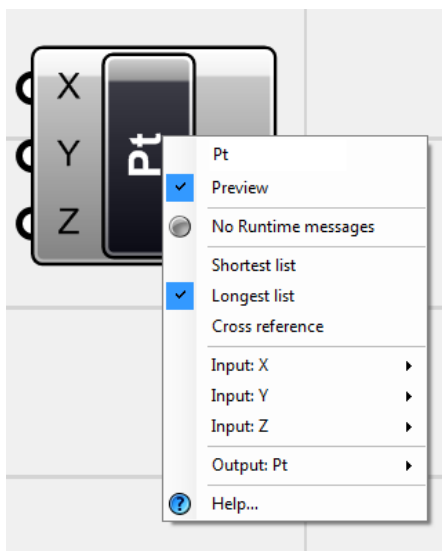 X
Y
Z
Pt
Pt
Preview
No Runtime messages
Shortest list
Longest list
Cross reference
Input: X
Input: Y
Input: Z
Output: Pt
Help...